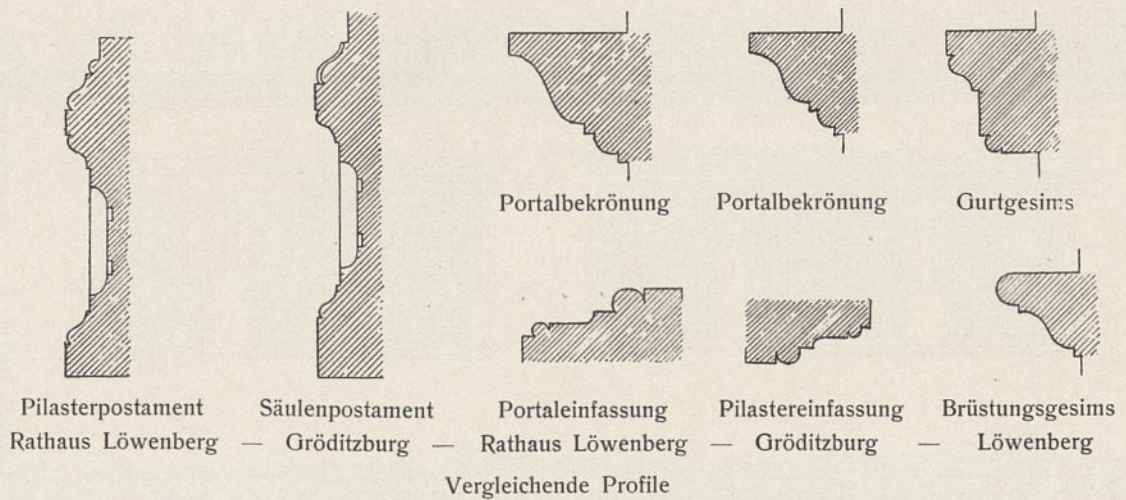 Portalbekrönung Portalbekrönung Gurtgesims
Pilasterpostament Säulenpostament Portaleinfassung Pilastereinfassung Brüstungsgesims
Rathaus Löwenberg — Gröditzburg — Rathaus Löwenberg — Gröditzburg — Löwenberg
Vergleichende Profile